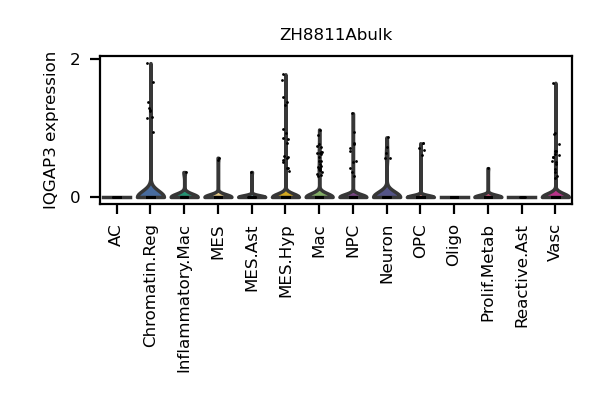 ZH8811Abulk
IQGAP3 expression
2
0
AC
Chromatin.Reg
Inflammatory.Mac
MES
MES.Ast
MES.Hyp
Mac
NPC
Neuron
OPC
Oligo
Prolif.Metab
Reactive.Ast
Vasc